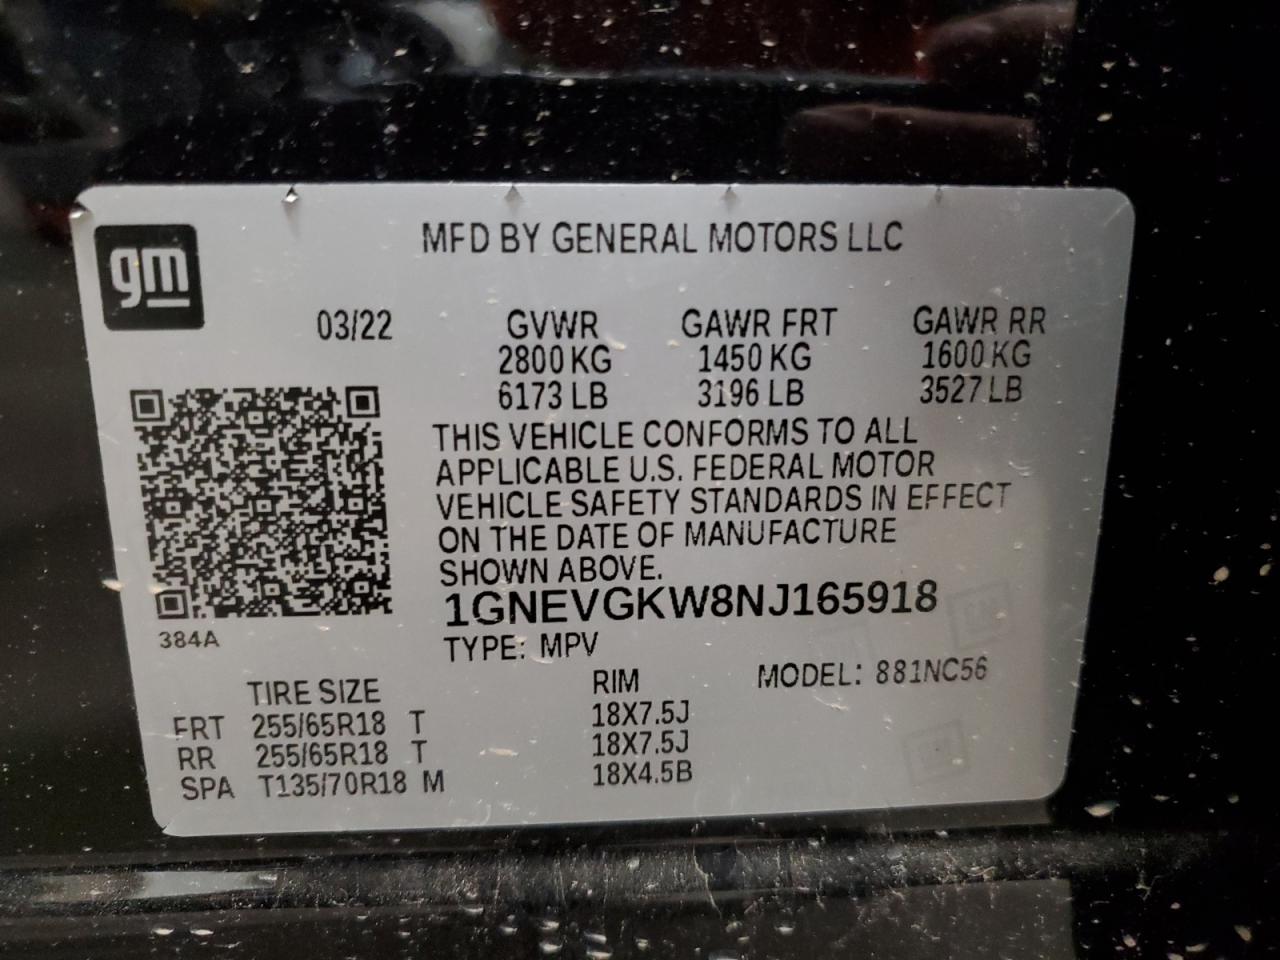 gm
MFD BY GENERAL MOTORS LLC
03/22 GVWR GAWR FRT GAWR RR
2800 KG 1450 KG 1600 KG
6173 LB 3196 LB 3527 LB
THIS VEHICLE CONFORMS TO ALL
APPLICABLE U.S. FEDERAL MOTOR
VEHICLE SAFETY STANDARDS IN EFFECT
ON THE DATE OF MANUFACTURE
SHOWN ABOVE.
1GNEVGKW8NJ165918
384A
TYPE: MPV
MODEL: 881NC56
TIRE SIZE RIM
FRT 255/65R18 T 18X7.5J
RR 255/65R18 T 18X7.5J
SPA T135/70R18 M 18X4.5B